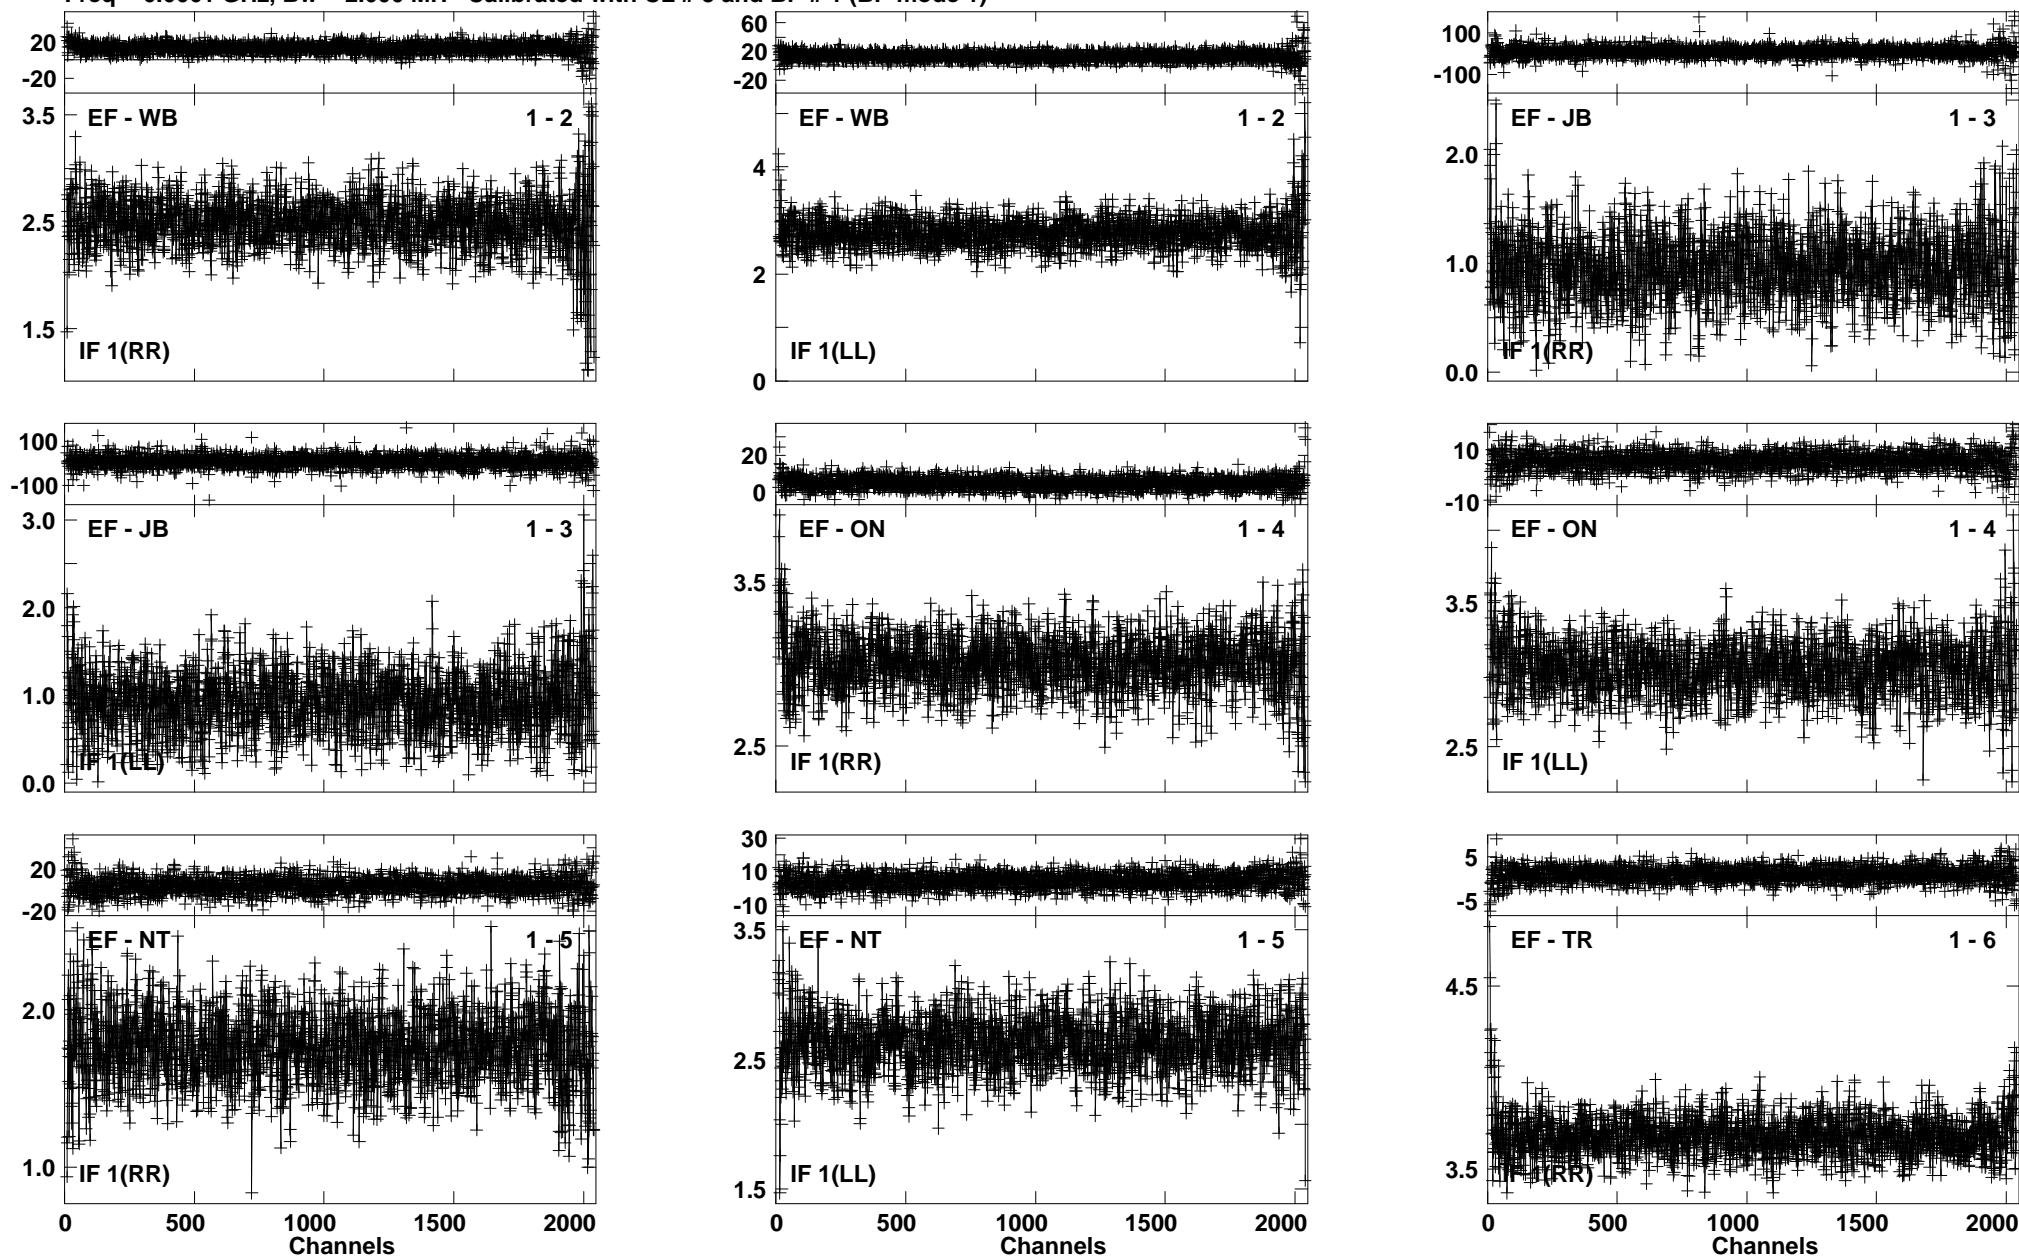 20
-20
3.5
EF - WB 1 - 2
2.5
1.5
IF 1(RR)
60
20
-20
EF - WB 1 - 2
4
2
IF 1(LL)
0
100
-100
EF - JB 1 - 3
2.0
1.0
IF 1(RR)
0.0
100
-100
3.0
EF - JB 1 - 3
2.0
1.0
IF 1(LL)
0.0
20
0
EF - ON 1 - 4
3.5
2.5
IF 1(RR)
10
-10
EF - ON 1 - 4
3.5
2.5
IF 1(LL)
20
-20
EF - NT 1 - 5
2.0
1.0
IF 1(RR)
0 500 1000 1500 2000
Channels
30
10
-10
3.5
EF - NT 1 - 5
2.5
IF 1(LL)
1.5
0 500 1000 1500 2000
Channels
5
-5
EF - TR 1 - 6
4.5
3.5
IF 1(RR)
0 500 1000 1500 2000
Channels